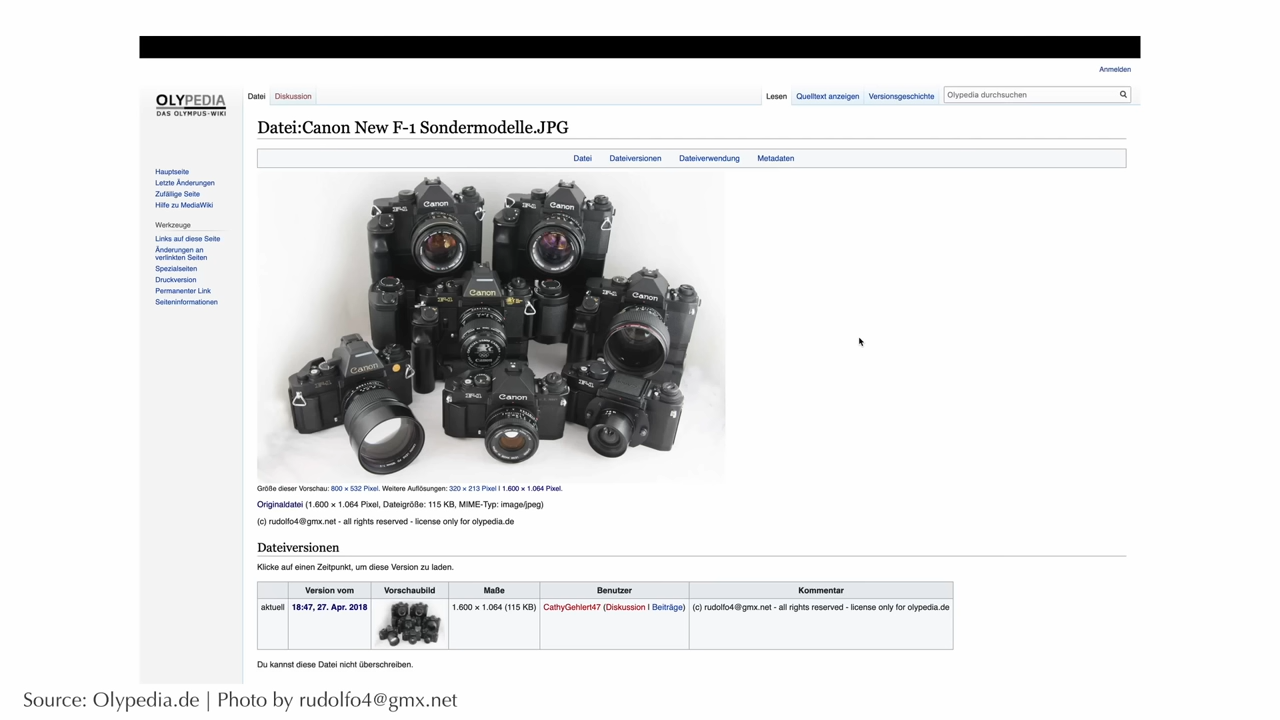 Anmelden
OLYPEDIA
DAS OLYMPUS-WIKI
Datei Diskussion Lesen Quelltext anzeigen Versionsgeschichte Olypedia durchsuchen
Datei:Canon New F-1 Sondermodelle.JPG
Datei Dateiversionen Dateiverwendung Metadaten
Hauptseite
Letzte Änderungen
Zufällige Seite
Hilfe zu MediaWiki
Werkzeuge
Links auf diese Seite
Änderungen an
verlinkten Seiten
Spezialseiten
Druckversion
Permanenter Link
Seiteninformationen
Canon Canon
F-1 F-1
Canon Canon
F-1 F-1
Canon Canon
F-1 F-1
Größe dieser Vorschau: 800 × 532 Pixel. Weitere Auflösungen: 320 × 213 Pixel | 1.600 × 1.064 Pixel.
Originaldatei (1.600 × 1.064 Pixel, Dateigröße: 115 KB, MIME-Typ: image/jpeg)
(c) rudolfo4@gmx.net - all rights reserved - license only for olypedia.de
Dateiversionen
Klicke auf einen Zeitpunkt, um diese Version zu laden.
Version vom Vorschaubild Maße Benutzer Kommentar
aktuell 18:47, 27. Apr. 2018 1.600 × 1.064 (115 KB) CathyGehlert47 (Diskussion | Beiträge) (c) rudolfo4@gmx.net - all rights reserved - license only for olypedia.de
Du kannst diese Datei nicht überschreiben.
Source: Olypedia.de | Photo by rudolfo4@gmx.net